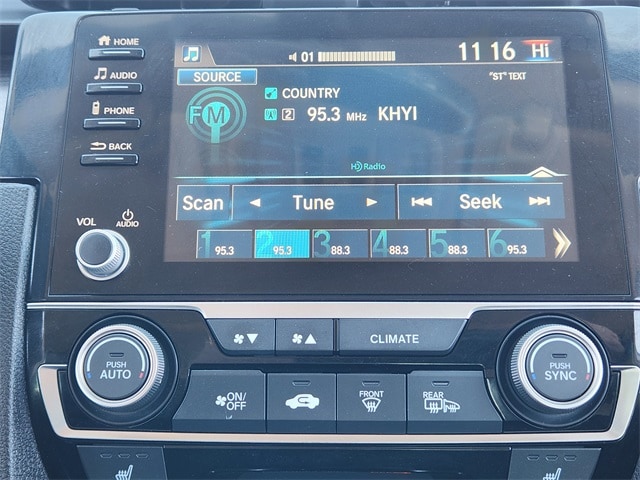 HOME
AUDIO
PHONE
BACK
VOL
AUDIO
01
11 16 Hi
SOURCE
"ST" TEXT
FM
COUNTRY
2 95.3 MHz KHYI
HD Radio
Scan Tune Seek
1 95.3 2 95.3 3 88.3 4 88.3 5 88.3 6 95.3
CLIMATE
PUSH
AUTO
PUSH
SYNC
ON/
OFF
FRONT
REAR